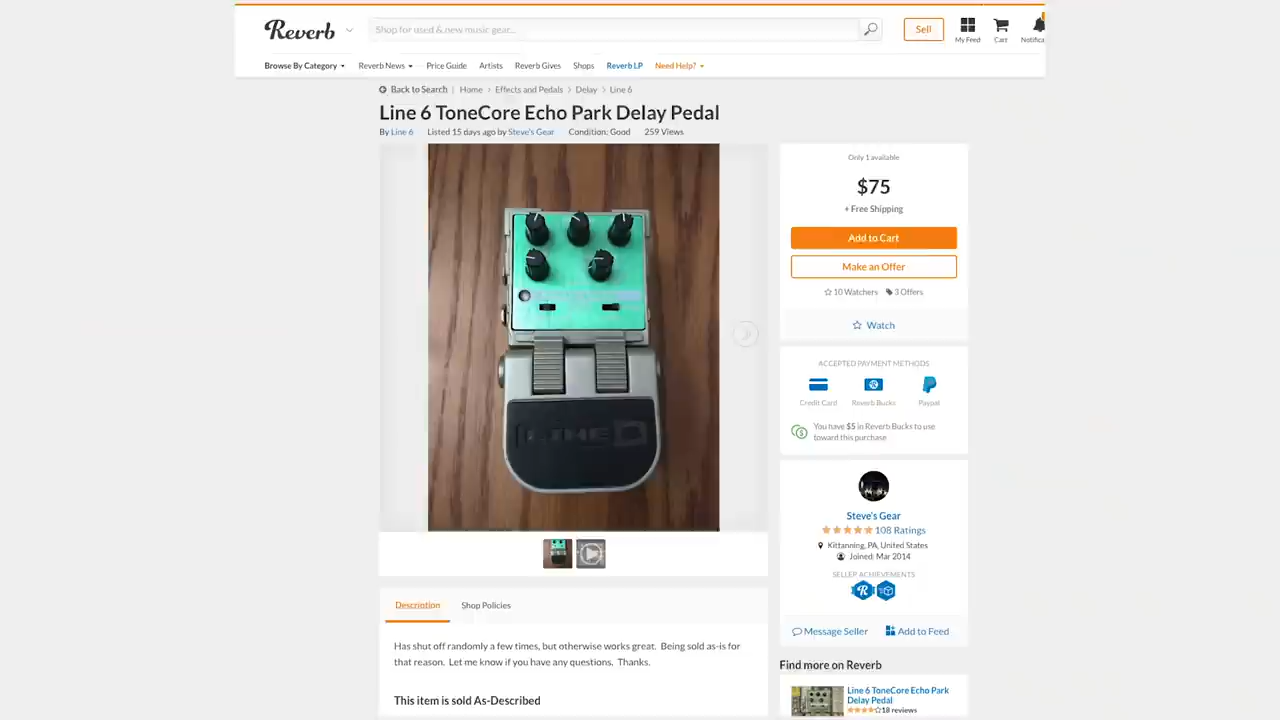 Reverb
Shop for used & new music gear...
Sell
My Feed
Cart
Notifica
Browse By Category
Reverb News
Price Guide
Artists
Reverb Gives
Shops
Reverb LP
Need Help?
Back to Search | Home > Effects and Pedals > Delay > Line 6
Line 6 ToneCore Echo Park Delay Pedal
By Line 6 Listed 15 days ago by Steve's Gear Condition: Good 259 Views
Only 1 available
$75
+ Free Shipping
Add to Cart
Make an Offer
10 Watchers 3 Offers
Watch
ACCEPTED PAYMENT METHODS
Credit Card
Reverb Bucks
Paypal
You have $5 in Reverb Bucks to use
toward this purchase
Steve's Gear
108 Ratings
Kittanning, PA, United States
Joined: Mar 2014
SELLER ACHIEVEMENTS
Message Seller
Add to Feed
Description
Shop Policies
Has shut off randomly a few times, but otherwise works great. Being sold as-is for
that reason. Let me know if you have any questions. Thanks.
This item is sold As-Described
Find more on Reverb
Line 6 ToneCore Echo Park
Delay Pedal
18 reviews